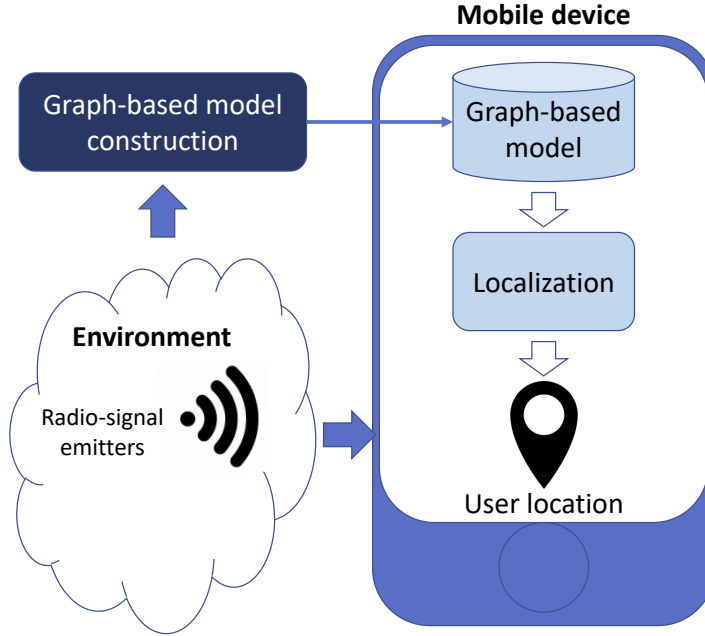 Mobile device
Graph-based model
construction
Graph-based
model
Localization
Environment
Radio-signal
emitters
User location